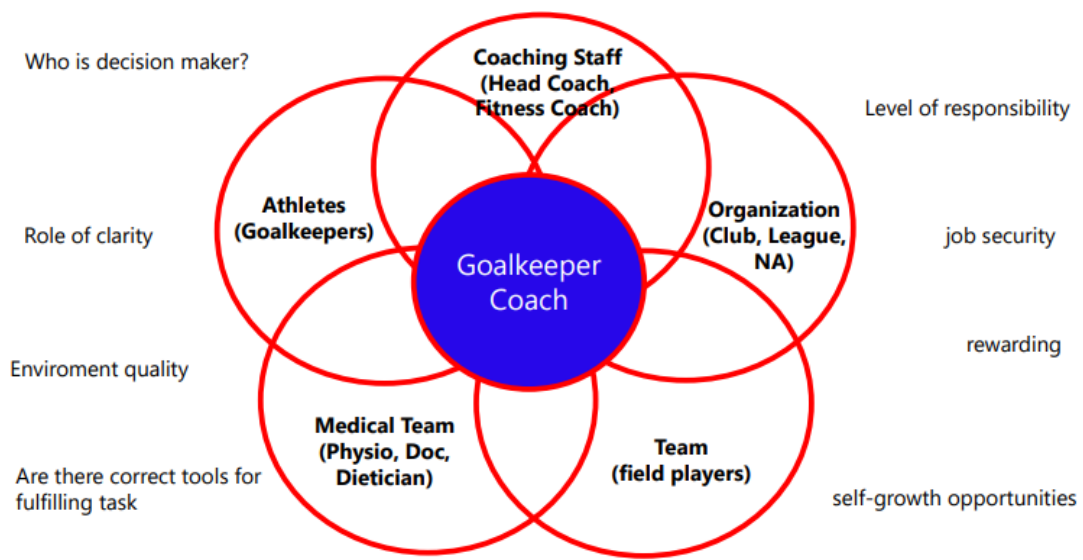 Who is decision maker?
Coaching Staff
(Head Coach,
Fitness Coach)
Level of responsibility
Athletes
(Goalkeepers)
Organization
(Club, League,
NA)
Role of clarity
job security
Goalkeeper
Coach
Enviroment quality
rewarding
Medical Team
(Physio, Doc,
Dietician)
Team
(field players)
Are there correct tools for
fulfilling task
self-growth opportunities